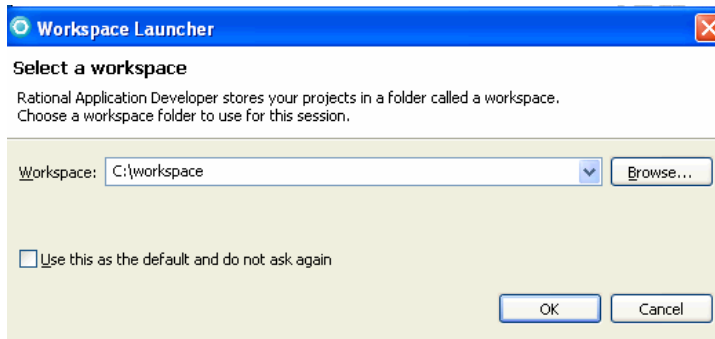 Workspace Launcher
Select a workspace
Rational Application Developer stores your projects in a folder called a workspace.
Choose a workspace folder to use for this session.
Workspace: C:\workspace Browse...
Use this as the default and do not ask again
OK Cancel